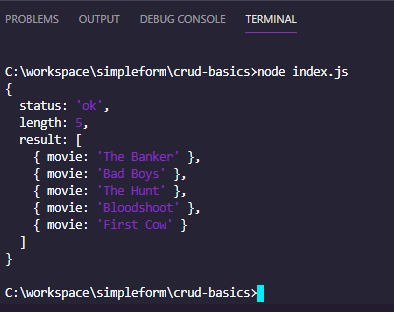 PROBLEMS OUTPUT DEBUG CONSOLE TERMINAL
C:\workspace\simpleform\crud-basics>node index.js
{
  status: 'ok',
  length: 5,
  result: [
    { movie: 'The Banker' },
    { movie: 'Bad Boys' },
    { movie: 'The Hunt' },
    { movie: 'Bloodshoot' },
    { movie: 'First Cow' }
  ]
}
C:\workspace\simpleform\crud-basics>